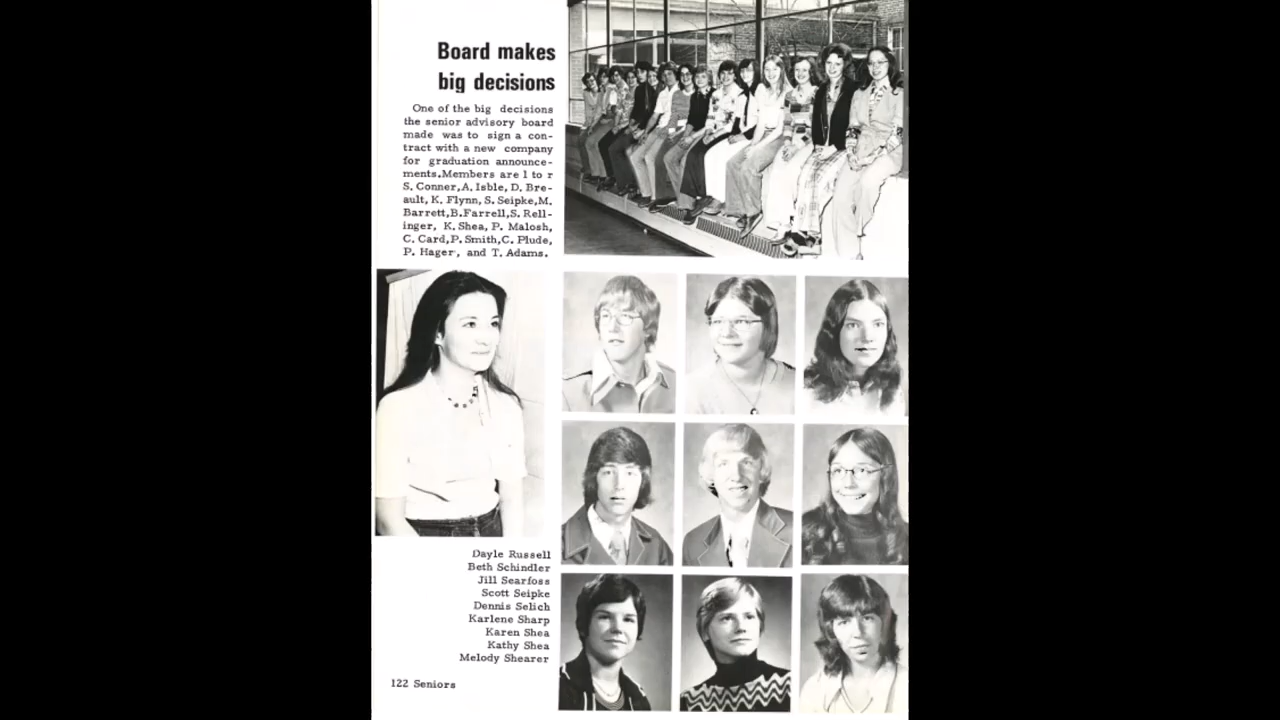 Board makes
big decisions
One of the big decisions
the senior advisory board
made was to sign a con-
tract with a new company
for graduation announce-
ments.Members are l to r
S. Conner,A. Isble, D. Bre-
ault, K. Flynn, S. Seipke,M.
Barrett,B.Farrell,S. Rell-
inger, K. Shea, P. Malosh,
C. Card,P. Smith,C. Plude,
P. Hager, and T. Adams.
Dayle Russell
Beth Schindler
Jill Searfoss
Scott Seipke
Dennis Selich
Karlene Sharp
Karen Shea
Kathy Shea
Melody Shearer
122 Seniors